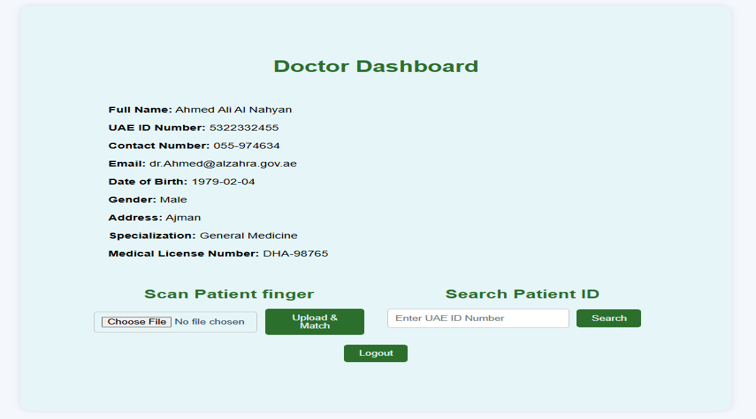 Doctor Dashboard
Full Name: Ahmed Ali Al Nahyan
UAE ID Number: 5322332455
Contact Number: 055-974634
Email: dr.Ahmed@alzahra.gov.ae
Date of Birth: 1979-02-04
Gender: Male
Address: Ajman
Specialization: General Medicine
Medical License Number: DHA-98765
Scan Patient finger
Choose File No file chosen
Upload &
Match
Search Patient ID
Enter UAE ID Number
Search
Logout